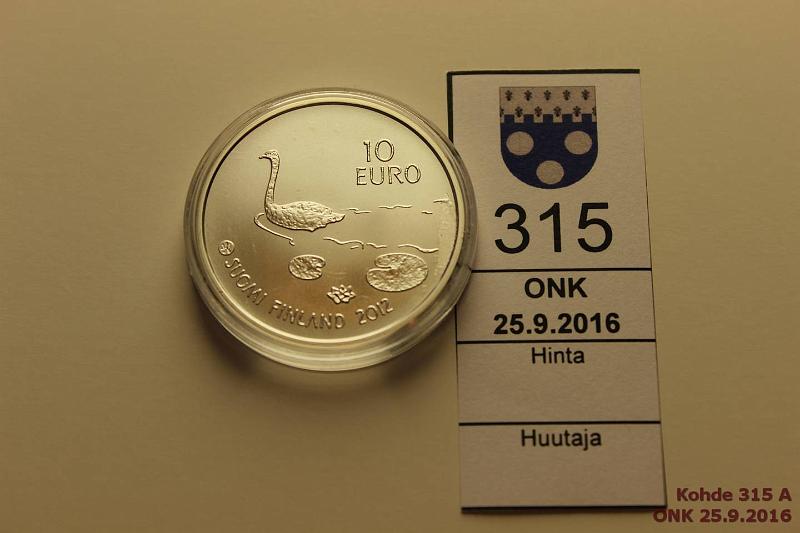 10
EURO
SUOMI FINLAND 2012
315
ONK
25.9.2016
Hinta
Huutaja
Kohde 315 A
ONK 25.9.2016